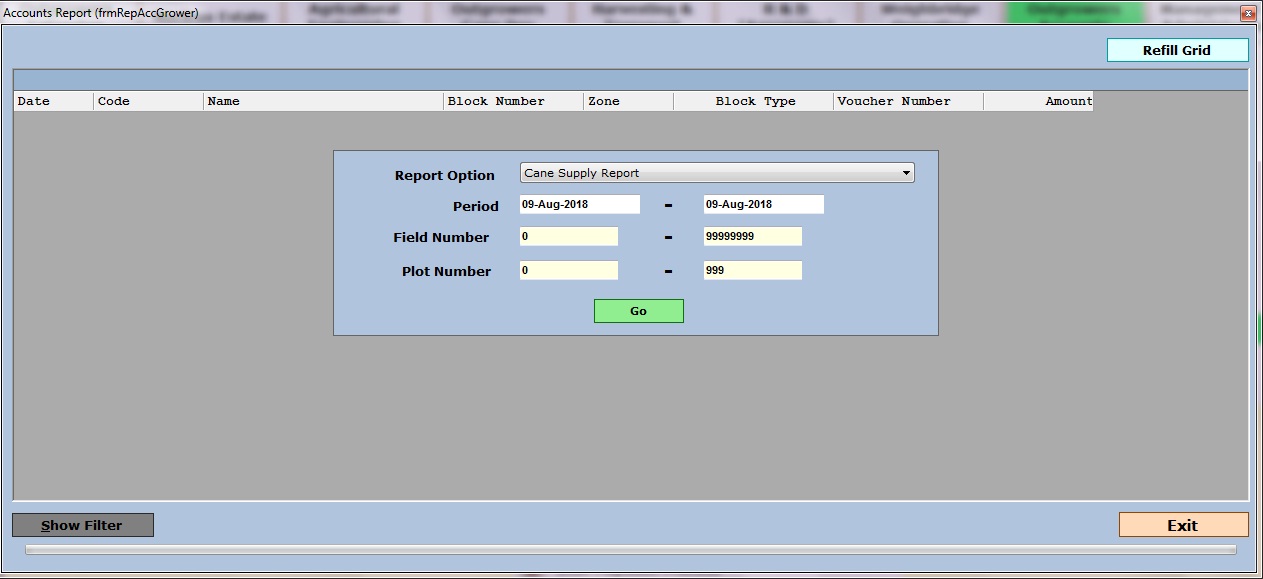 Accounts Report (frmRepAccGrower)
Refill Grid
Date Code Name Block Number Zone Block Type Voucher Number Amount
Report Option Cane Supply Report
Period 09-Aug-2018 - 09-Aug-2018
Field Number 0 - 99999999
Plot Number 0 - 999
Go
Show Filter
Exit